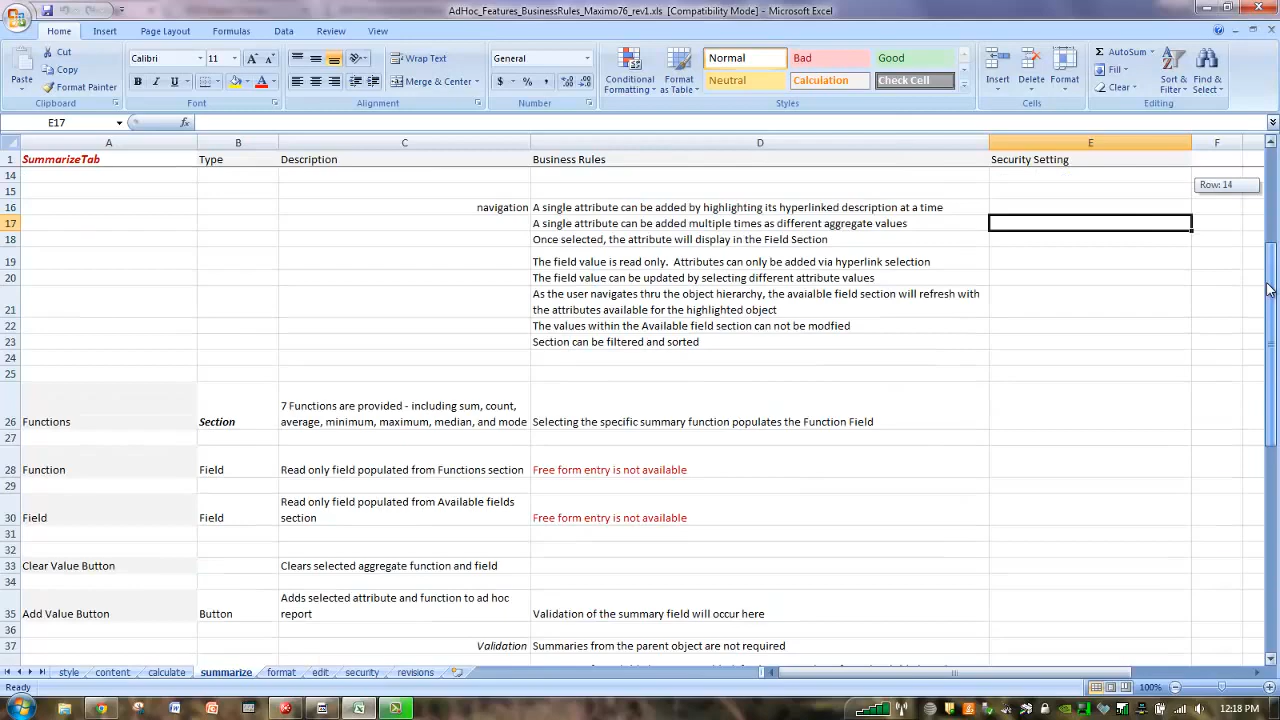 AdHoc_Features_BusinessRules_Maximo76_rev1.xls [Compatibility Mode] - Microsoft Excel
Home Insert Page Layout Formulas Data Review View
Paste Cut Copy Format Painter Clipboard
Calibri 11 B I U Font
Wrap Text Merge & Center Alignment
General $ % , Number
Conditional Formatting Format as Table
Normal Bad Good
Neutral Calculation Check Cell
Styles
Insert Delete Format Cells
AutoSum Fill Clear Sort & Filter Find & Select Editing
E17 fx
A B C D E F
1 SummarizeTab Type Description Business Rules Security Setting
14
Row: 14
15
16 navigation A single attribute can be added by highlighting its hyperlinked description at a time
17 A single attribute can be added multiple times as different aggregate values
18 Once selected, the attribute will display in the Field Section
19 The field value is read only. Attributes can only be added via hyperlink selection
20 The field value can be updated by selecting different attribute values
21 As the user navigates thru the object hierarchy, the avaialble field section will refresh with
the attributes available for the highlighted object
22 The values within the Available field section can not be modfied
23 Section can be filtered and sorted
24
25
7 Functions are provided - including sum, count,
26 Functions Section average, minimum, maximum, median, and mode Selecting the specific summary function populates the Function Field
27
28 Function Field Read only field populated from Functions section Free form entry is not available
29
Read only field populated from Available fields
30 Field Field section Free form entry is not available
31
32
33 Clear Value Button Clears selected aggregate function and field
34
Adds selected attribute and function to ad hoc
35 Add Value Button Button report Validation of the summary field will occur here
36
37 Validation Summaries from the parent object are not required
style content calculate summarize format edit security revisions
Ready 100%
12:18 PM